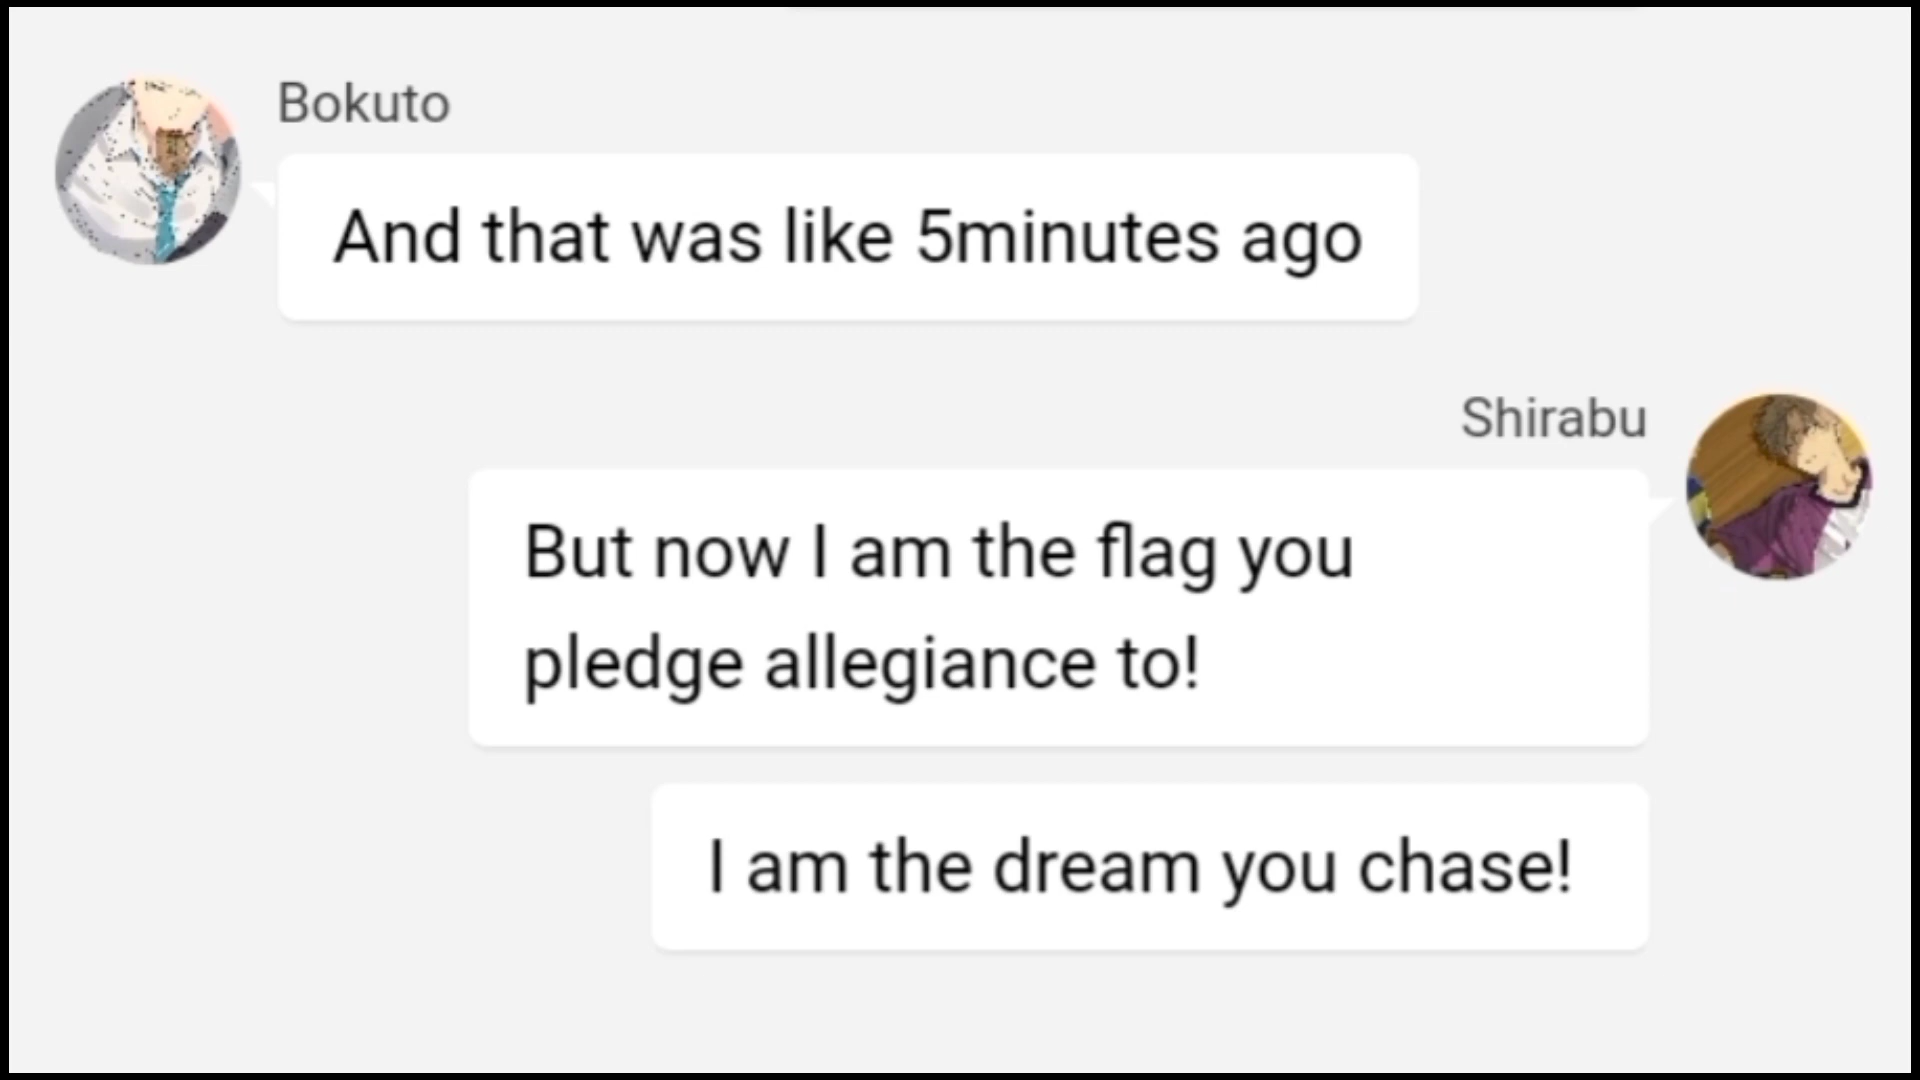 Bokuto
And that was like 5minutes ago
Shirabu
But now I am the flag you
pledge allegiance to!
I am the dream you chase!